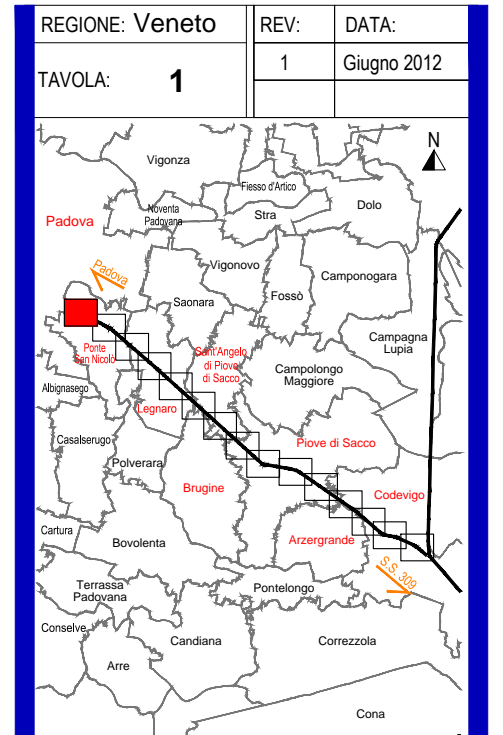 REGIONE: Veneto
REV:
DATA:
TAVOLA: 1
1
Giugno 2012
N
Vigonza
Fiesso d'Artico
Noventa
Padovana
Stra
Dolo
Padova
Padova
Vigonovo
Camponogara
Saonara
Fossò
Ponte
San Nicolò
Sant'Angelo
di Piove
di Sacco
Campagna
Lupia
Campolongo
Maggiore
Albignasego
Legnaro
Casalserugo
Piove di Sacco
Polverara
Brugine
Codevigo
Cartura
Bovolenta
Arzergrande
S.S. 309
Terrassa
Padovana
Pontelongo
Conselve
Candiana
Correzzola
Arre
Cona